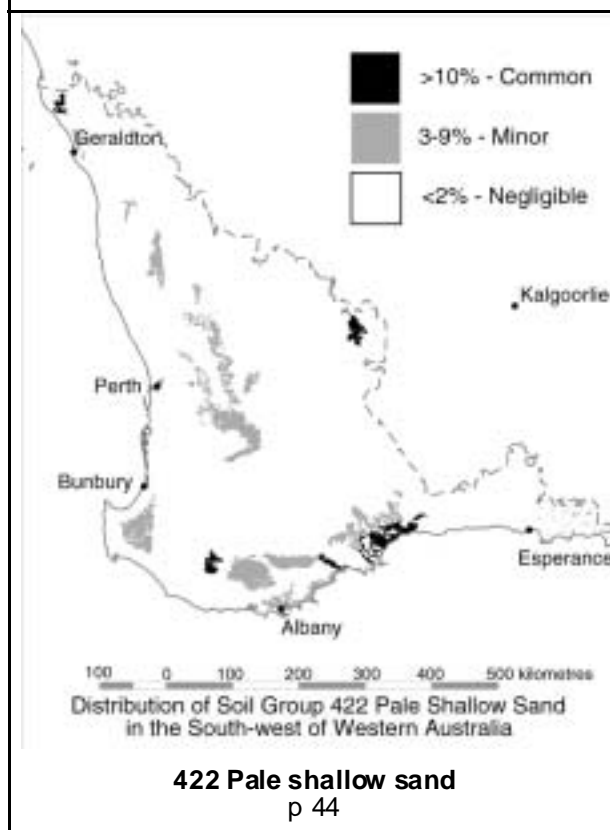 >10% - Common
Geraldton
3-9% - Minor
<2% - Negligible
Kalgoorlie
Perth
Bunbury
Esperance
Albany
100 0 100 200 300 400 500 kilometres
Distribution of Soil Group 422 Pale Shallow Sand
in the South-west of Western Australia
422 Pale shallow sand
p 44